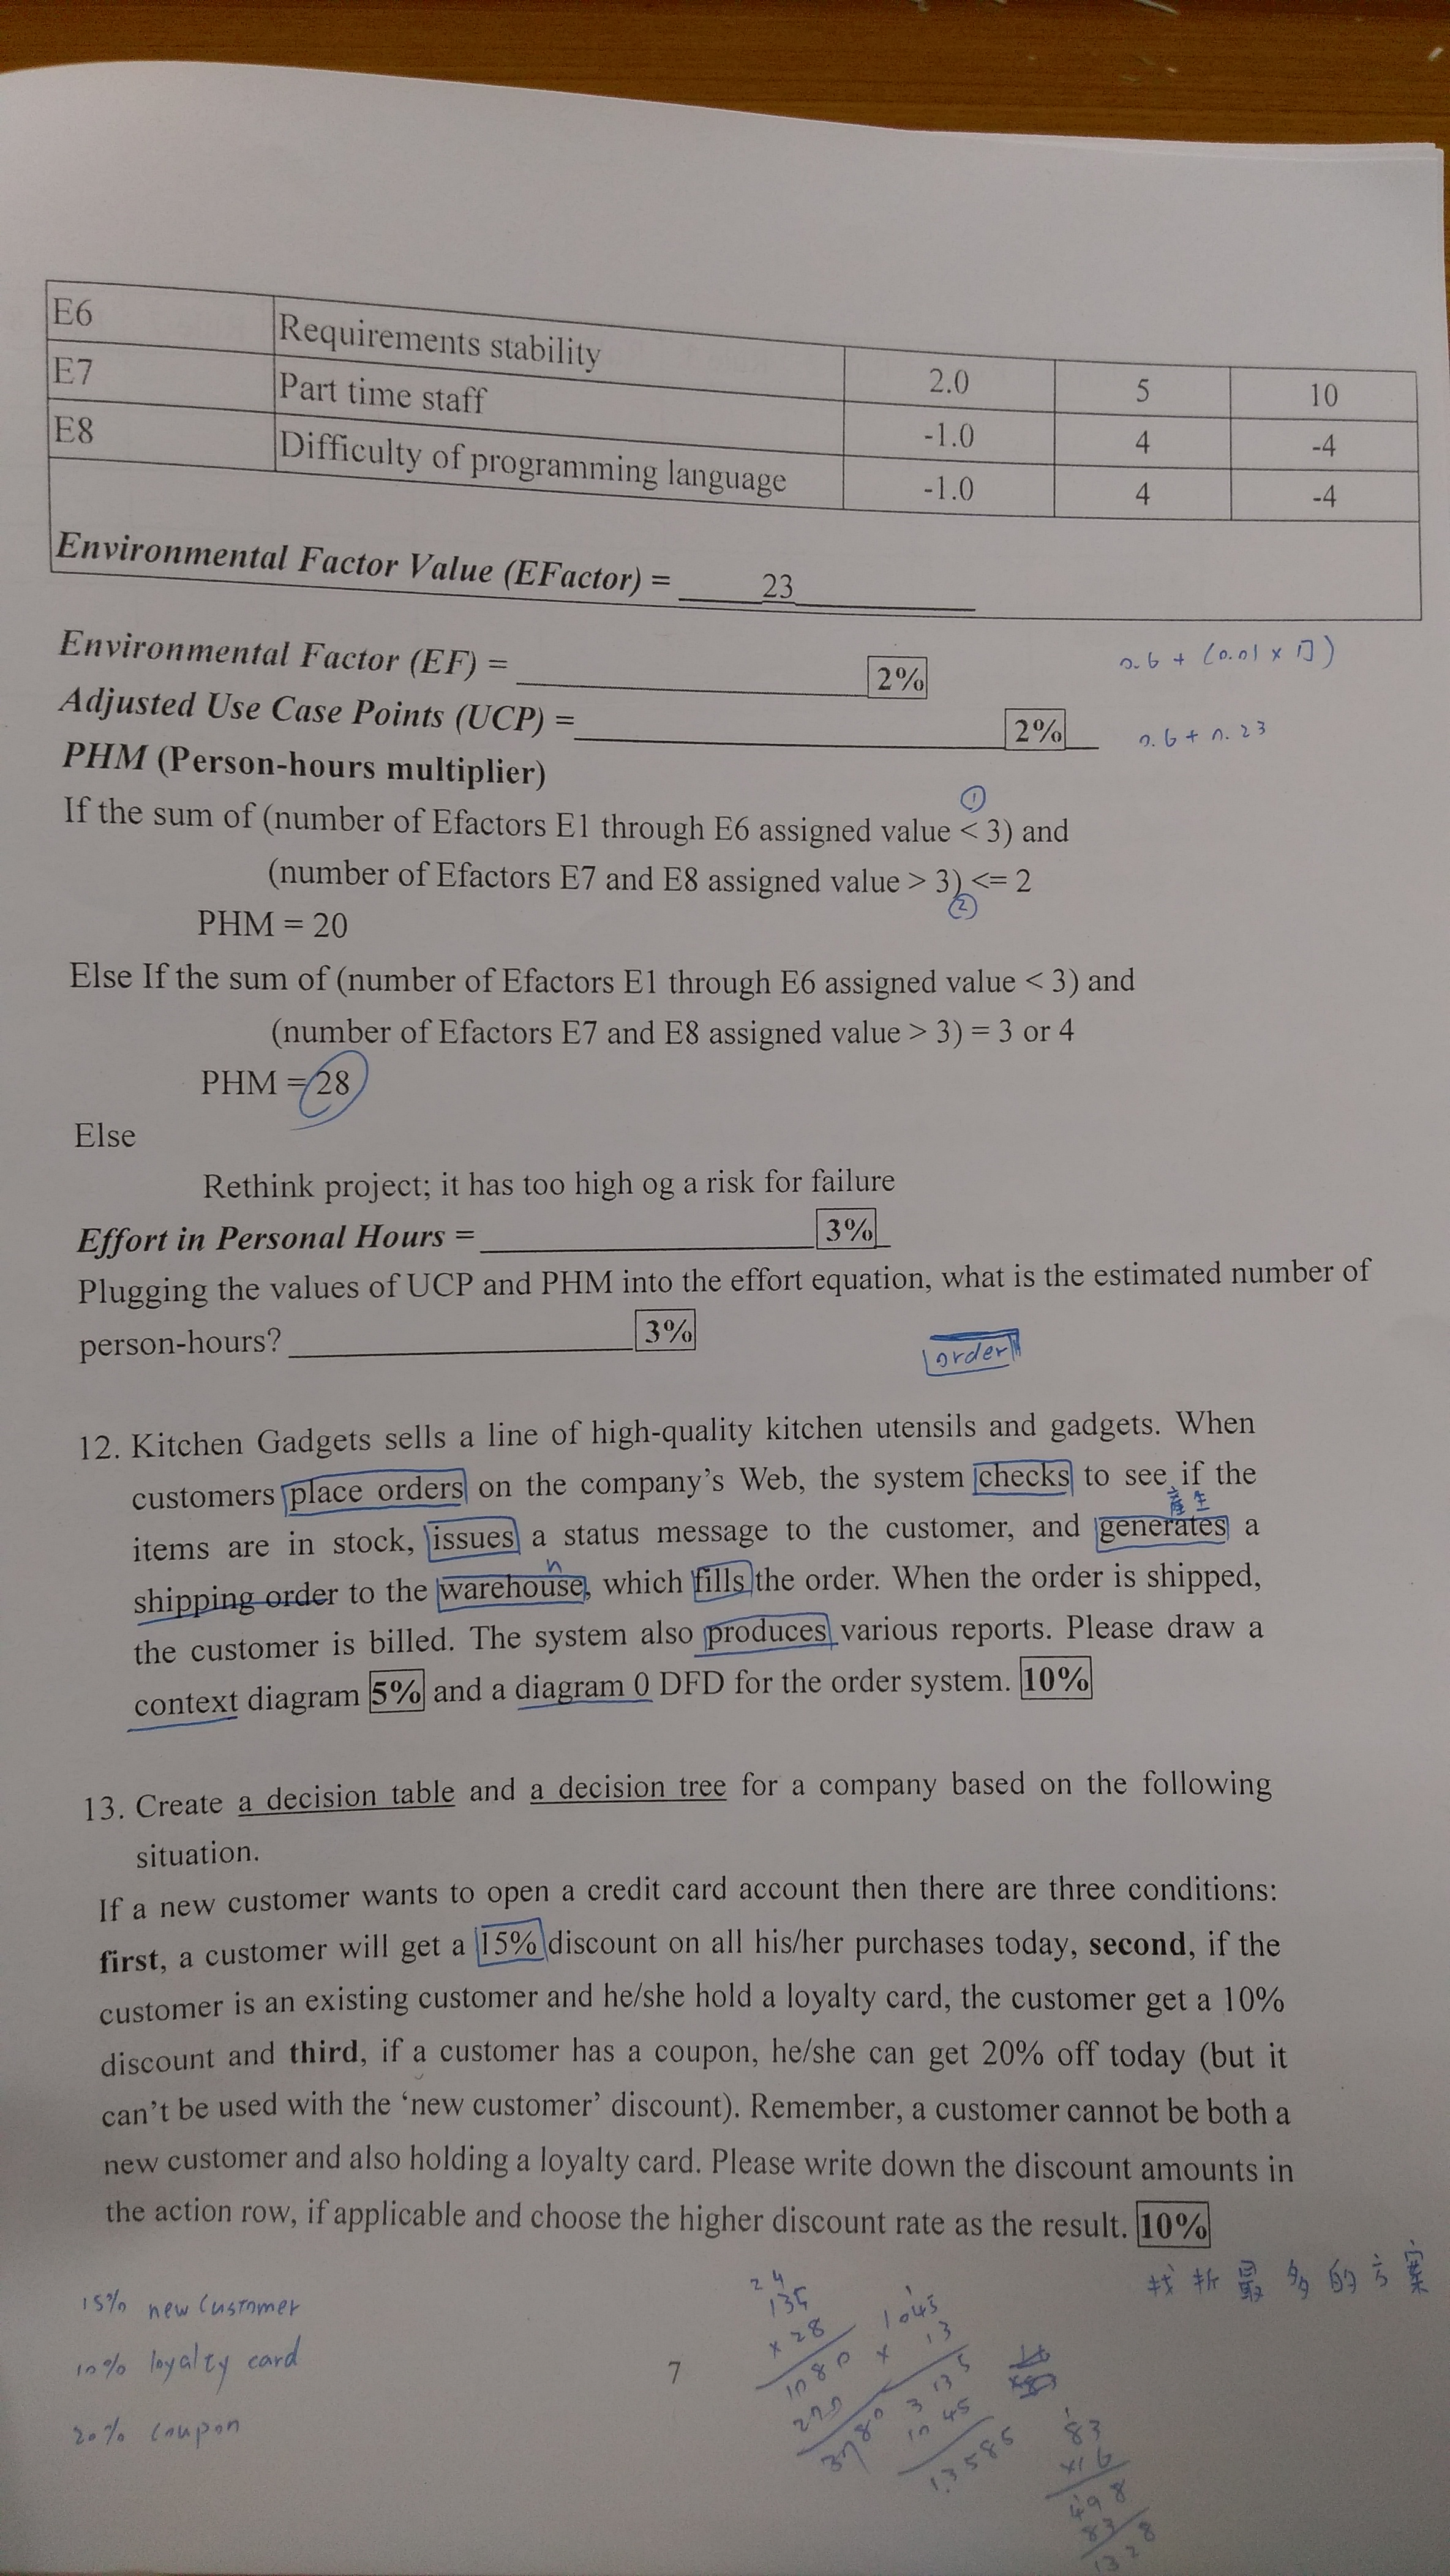 E6 Requirements stability 2.0 5 10
E7 Part time staff -1.0 4 -4
E8 Difficulty of programming language -1.0 4 -4
Environmental Factor Value (EFactor) = 23
Environmental Factor (EF) = 2%
0.6 + (0.01 ×
Adjusted Use Case Points (UCP) = 2%
0.6 + 0.23
PHM (Person-hours multiplier)
①
If the sum of (number of Efactors E1 through E6 assigned value < 3) and
(number of Efactors E7 and E8 assigned value > 3) <= 2
②
PHM = 20
Else If the sum of (number of Efactors E1 through E6 assigned value < 3) and
(number of Efactors E7 and E8 assigned value > 3) = 3 or 4
PHM = 28
Else
Rethink project; it has too high og a risk for failure
Effort in Personal Hours = 3%
Plugging the values of UCP and PHM into the effort equation, what is the estimated number of
person-hours? 3%
order
12. Kitchen Gadgets sells a line of high-quality kitchen utensils and gadgets. When
customers place orders on the company's Web, the system checks to see if the
產生
items are in stock, issues a status message to the customer, and generates a
n
shipping order to the warehouse, which fills the order. When the order is shipped,
the customer is billed. The system also produces various reports. Please draw a
context diagram 5% and a diagram 0 DFD for the order system. 10%
13. Create a decision table and a decision tree for a company based on the following
situation.
If a new customer wants to open a credit card account then there are three conditions:
first, a customer will get a 15% discount on all his/her purchases today, second, if the
customer is an existing customer and he/she hold a loyalty card, the customer get a 10%
discount and third, if a customer has a coupon, he/she can get 20% off today (but it
can't be used with the 'new customer' discount). Remember, a customer cannot be both a
new customer and also holding a loyalty card. Please write down the discount amounts in
the action row, if applicable and choose the higher discount rate as the result. 10%
找折最多的方案
15% new customer
10% loyalty card
20% coupon
7
24
135
× 28
1080
270
3780
1045
× 13
3135
1045
13585
83
×16
498
83
1328